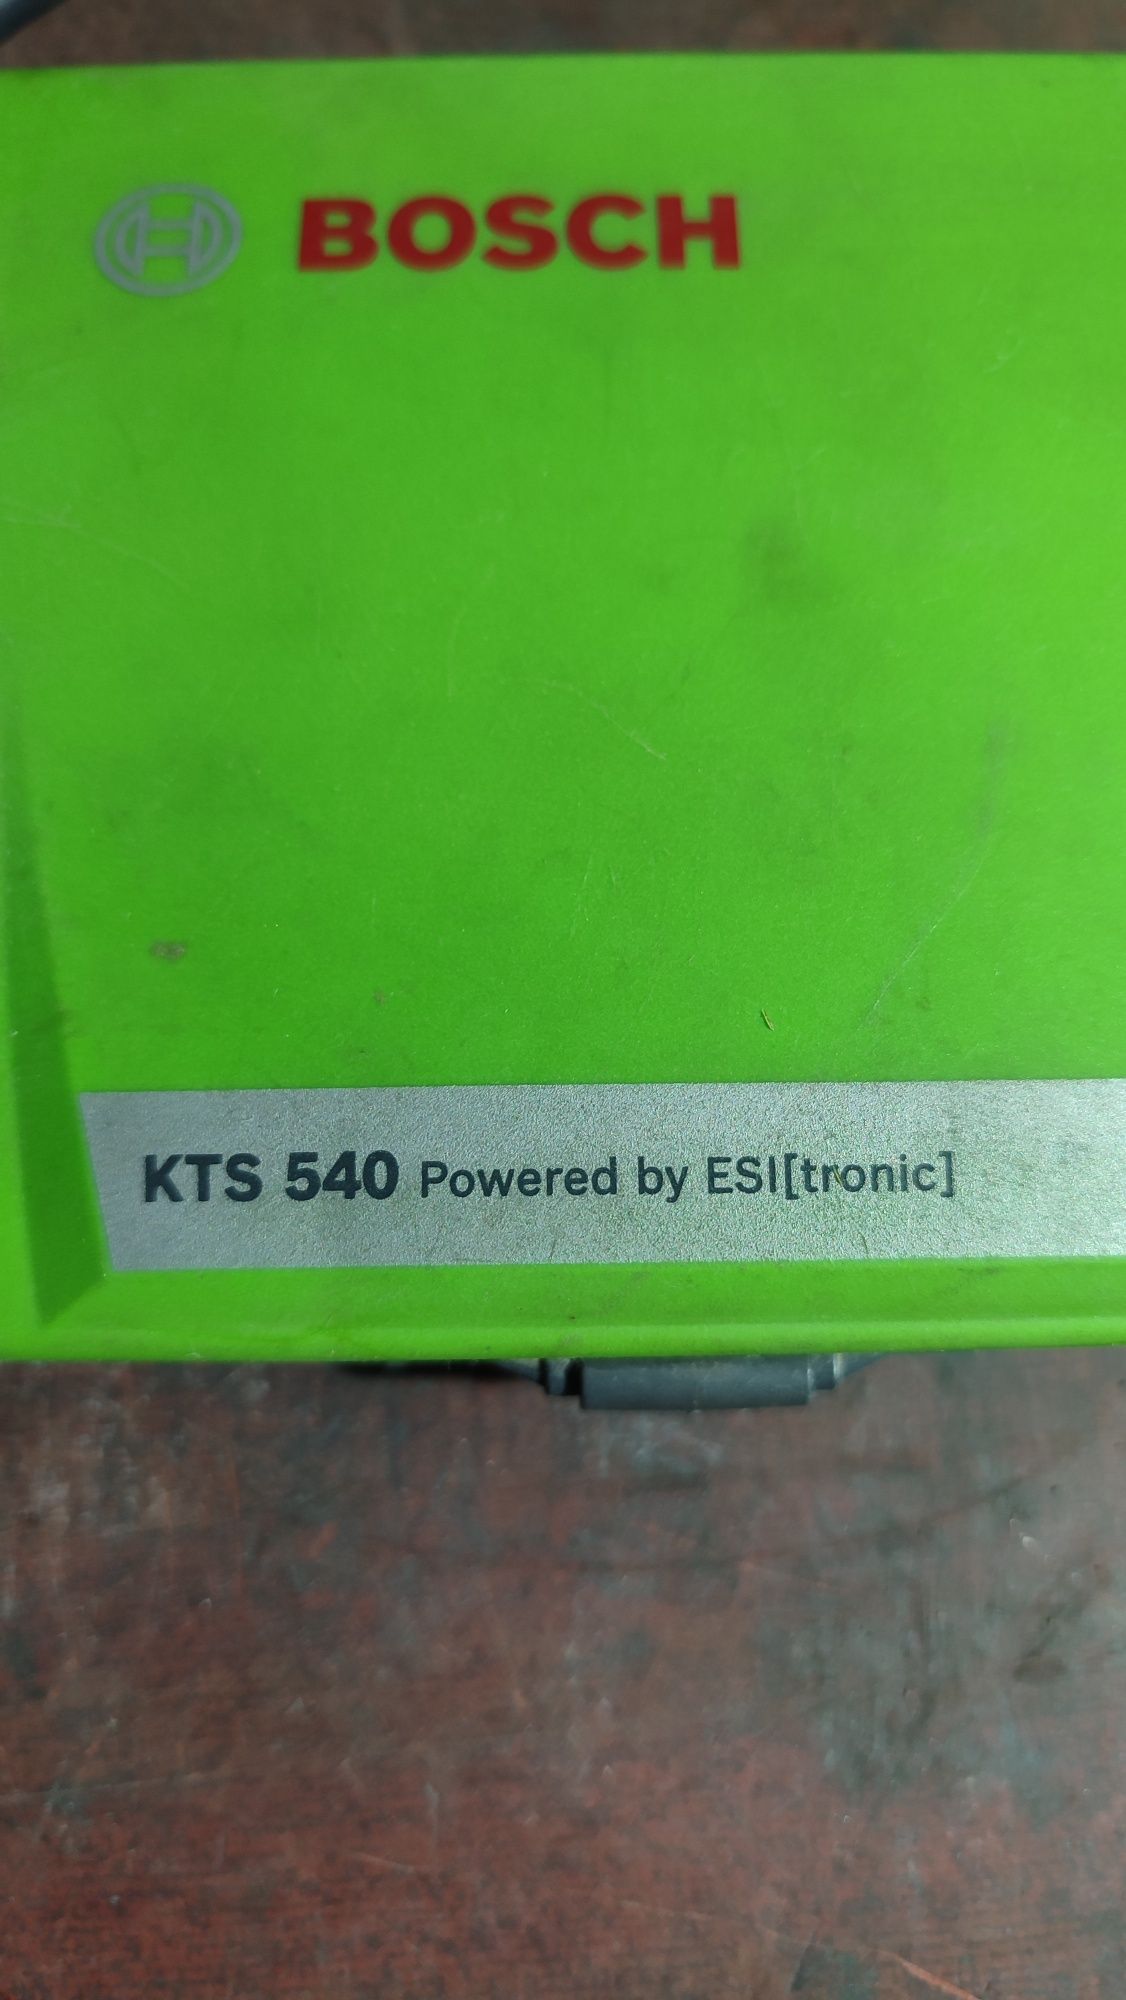 BOSCH
KTS 540 Powered by ESI[tronic]